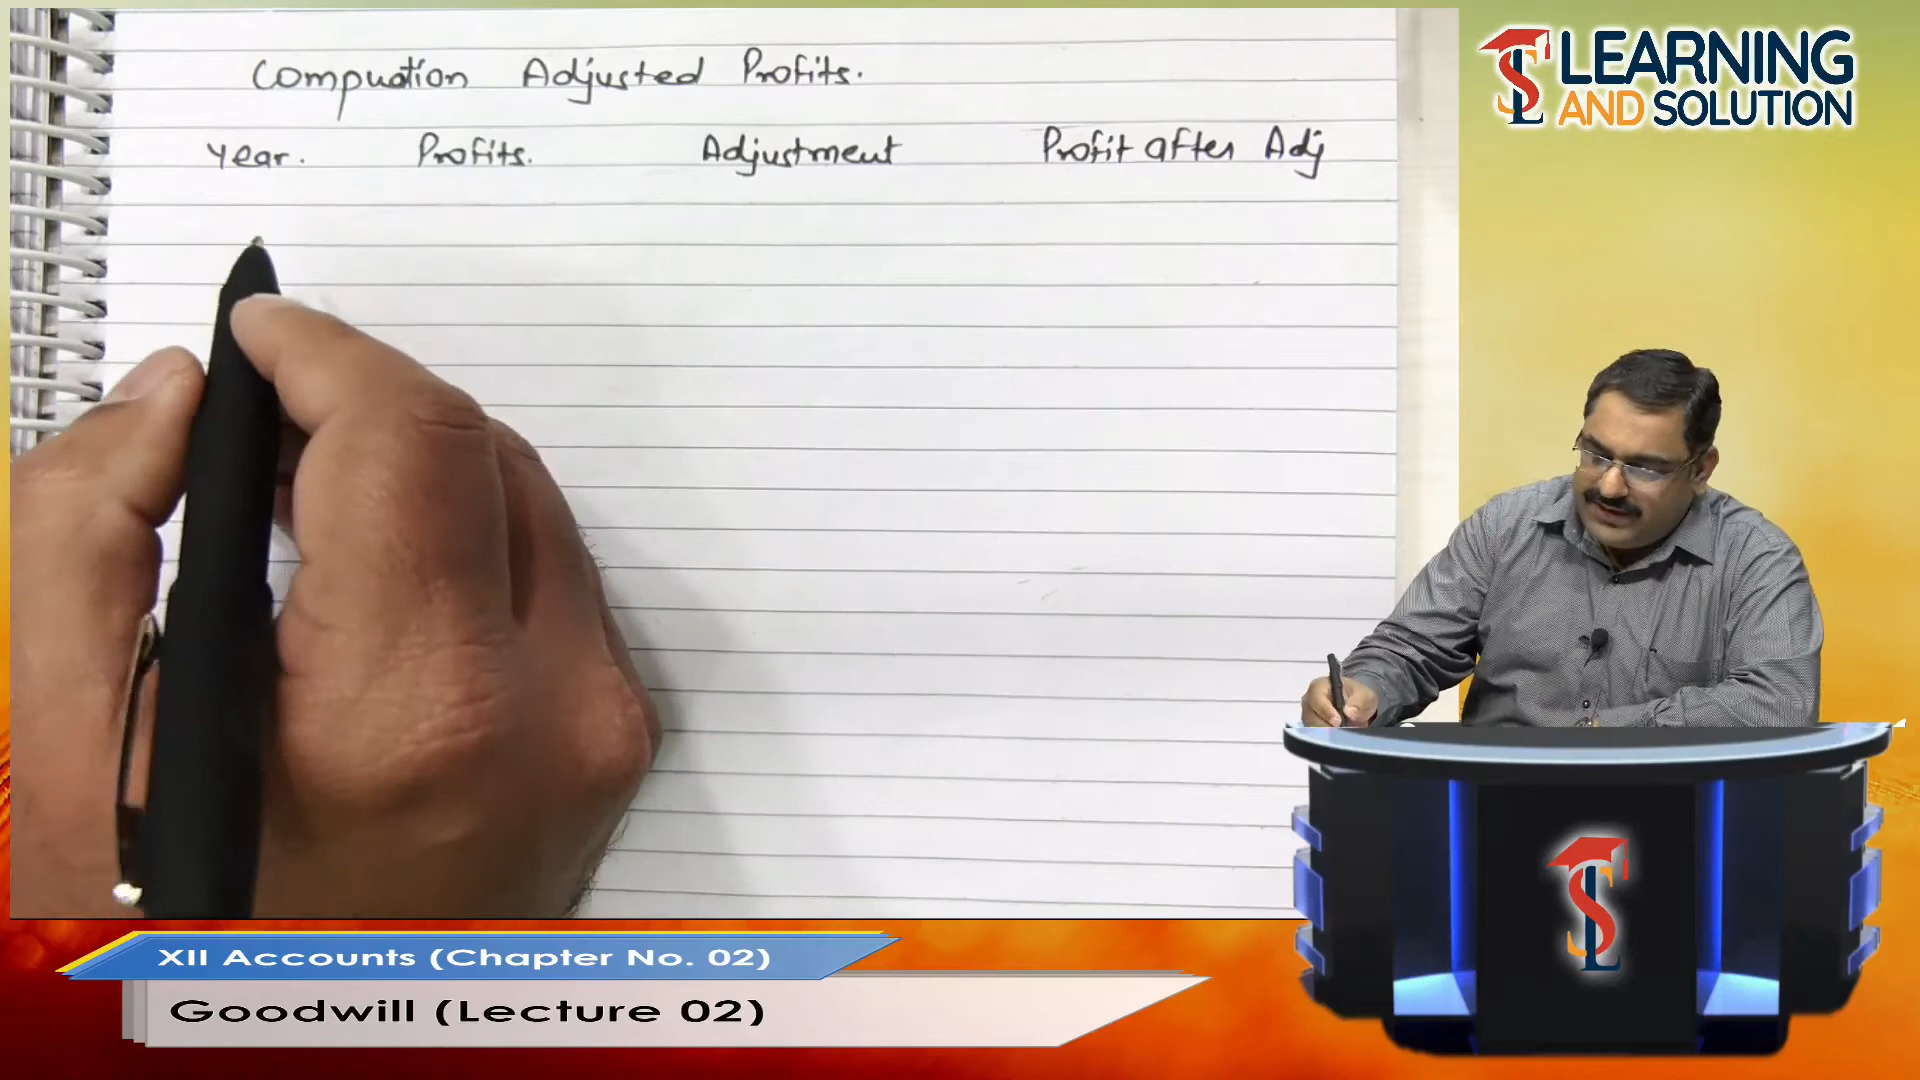 Compuation Adjusted Profits.
Year. Profits. Adjustment Profit after Adj
LEARNING
AND SOLUTION
XII Accounts (Chapter No. 02)
Goodwill (Lecture 02)